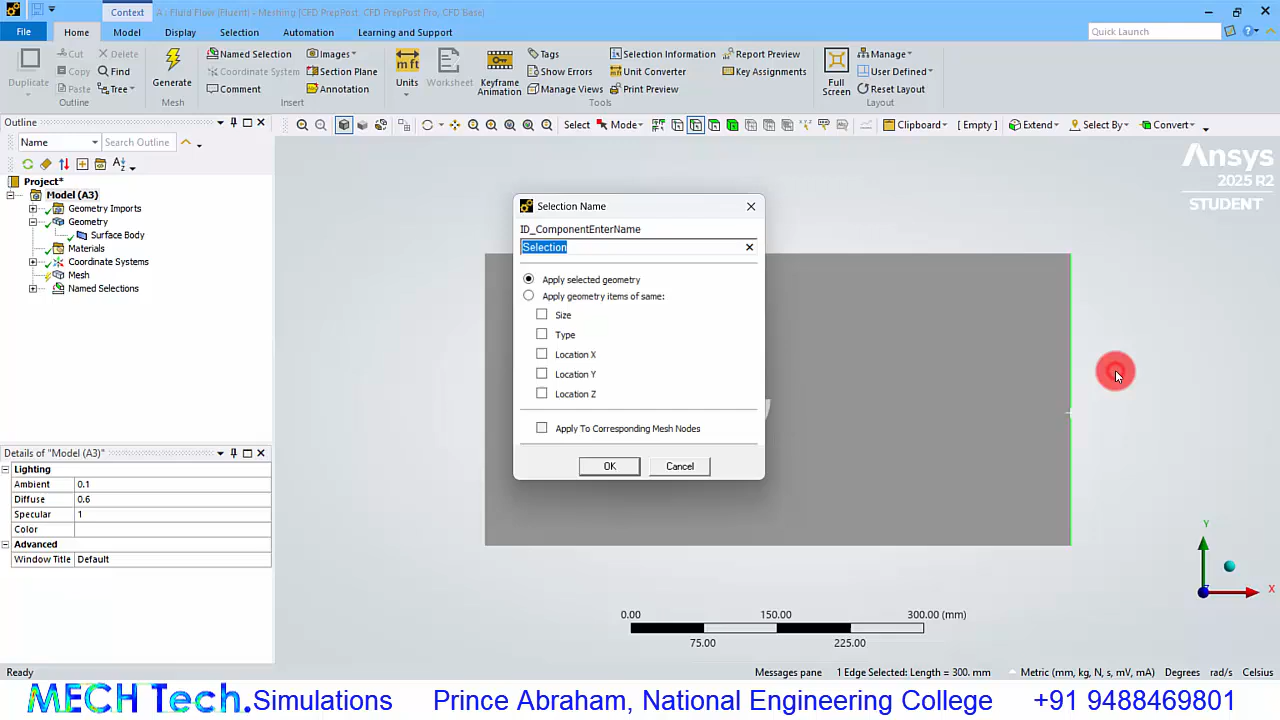 Context
A : Fluid Flow (Fluent) - Meshing [CFD PrepPost, CFD PrepPost Pro, CFD Base]
File
Home
Model
Display
Selection
Automation
Learning and Support
Quick Launch
Duplicate
Cut
Copy
Paste
Delete
Find
Tree
Outline
Generate
Mesh
Named Selection
Coordinate System
Comment
Images
Section Plane
Annotation
Insert
Units
Worksheet
Keyframe
Animation
Tags
Show Errors
Manage Views
Selection Information
Unit Converter
Print Preview
Report Preview
Key Assignments
Tools
Full
Screen
Manage
User Defined
Reset Layout
Layout
Outline
Name
Search Outline
Select
Mode
Clipboard
[ Empty ]
Extend
Select By
Convert
Project*
Model (A3)
Geometry Imports
Geometry
Surface Body
Materials
Coordinate Systems
Mesh
Named Selections
Ansys
2025 R2
STUDENT
Selection Name
ID_ComponentEnterName
Selection
Apply selected geometry
Apply geometry items of same:
Size
Type
Location X
Location Y
Location Z
Apply To Corresponding Mesh Nodes
OK
Cancel
Details of "Model (A3)"
Lighting
Ambient 0.1
Diffuse 0.6
Specular 1
Color
Advanced
Window Title Default
Y
X
0.00 150.00 300.00 (mm)
75.00 225.00
Ready
Messages pane
1 Edge Selected: Length = 300. mm
Metric (mm, kg, N, s, mV, mA)
Degrees
rad/s
Celsius
MECH Tech.Simulations Prince Abraham, National Engineering College +91 9488469801